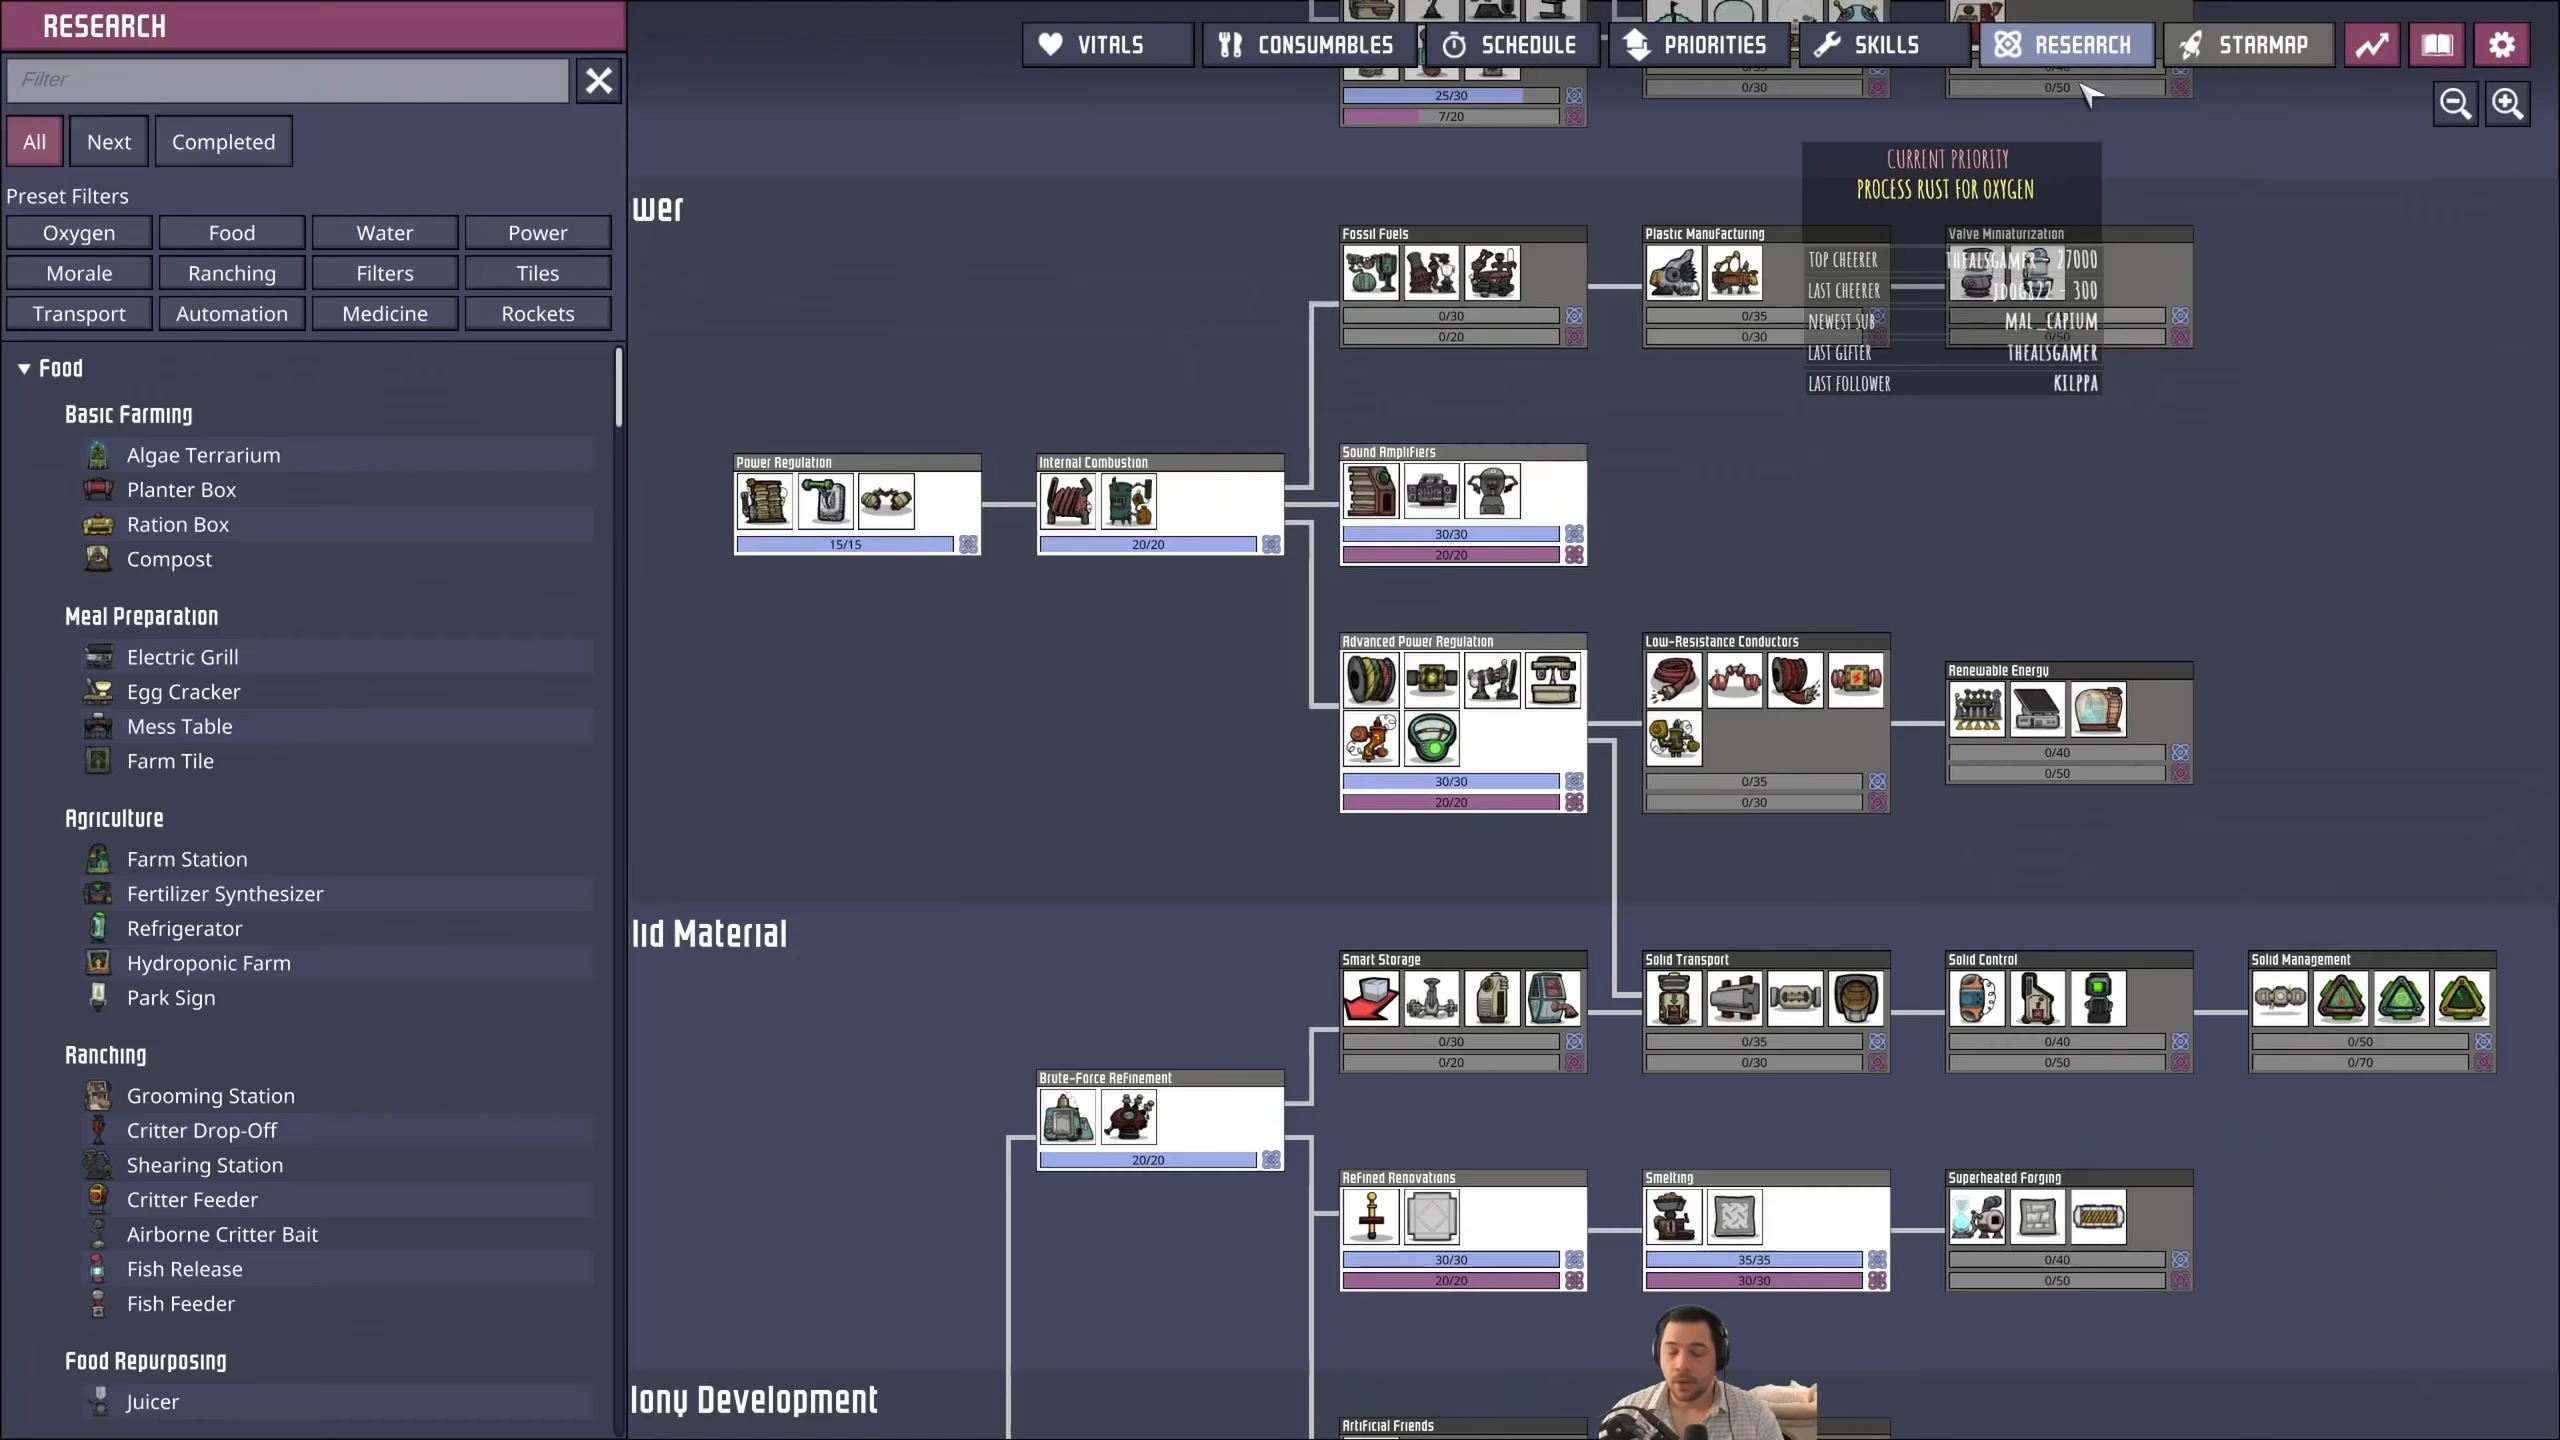 RESEARCH
VITALS
CONSUMABLES
SCHEDULE
PRIORITIES
SKILLS
RESEARCH
STARMAP
Filter
All
Next
Completed
Preset Filters
Oxygen
Food
Water
Power
Morale
Ranching
Filters
Tiles
Transport
Automation
Medicine
Rockets
Food
Basic Farming
Algae Terrarium
Planter Box
Ration Box
Compost
Meal Preparation
Electric Grill
Egg Cracker
Mess Table
Farm Tile
Agriculture
Farm Station
Fertilizer Synthesizer
Refrigerator
Hydroponic Farm
Park Sign
Ranching
Grooming Station
Critter Drop-Off
Shearing Station
Critter Feeder
Airborne Critter Bait
Fish Release
Fish Feeder
Food Repurposing
Juicer
25/30
7/20
0/30
0/50
CURRENT PRIORITY
PROCESS RUST FOR OXYGEN
TOP CHEERER
THEALSGAMER - 27000
LAST CHEERER
JDOGX22 - 300
NEWEST SUB
MAL_CAPIUM
LAST GIFTER
THEALSGAMER
LAST FOLLOWER
KILPPA
wer
Fossil Fuels
0/30
0/20
Plastic Manufacturing
0/35
0/30
Valve Miniaturization
0/50
Power Regulation
15/15
Internal Combustion
20/20
Sound Amplifiers
30/30
20/20
Advanced Power Regulation
30/30
20/20
Low-Resistance Conductors
0/35
0/30
Renewable Energy
0/40
0/50
lid Material
Smart Storage
0/30
0/20
Solid Transport
0/35
0/30
Solid Control
0/40
0/50
Solid Management
0/50
0/70
Brute-Force Refinement
20/20
Refined Renovations
30/30
20/20
Smelting
35/35
30/30
Superheated Forging
0/40
0/50
lony Development
Artificial Friends